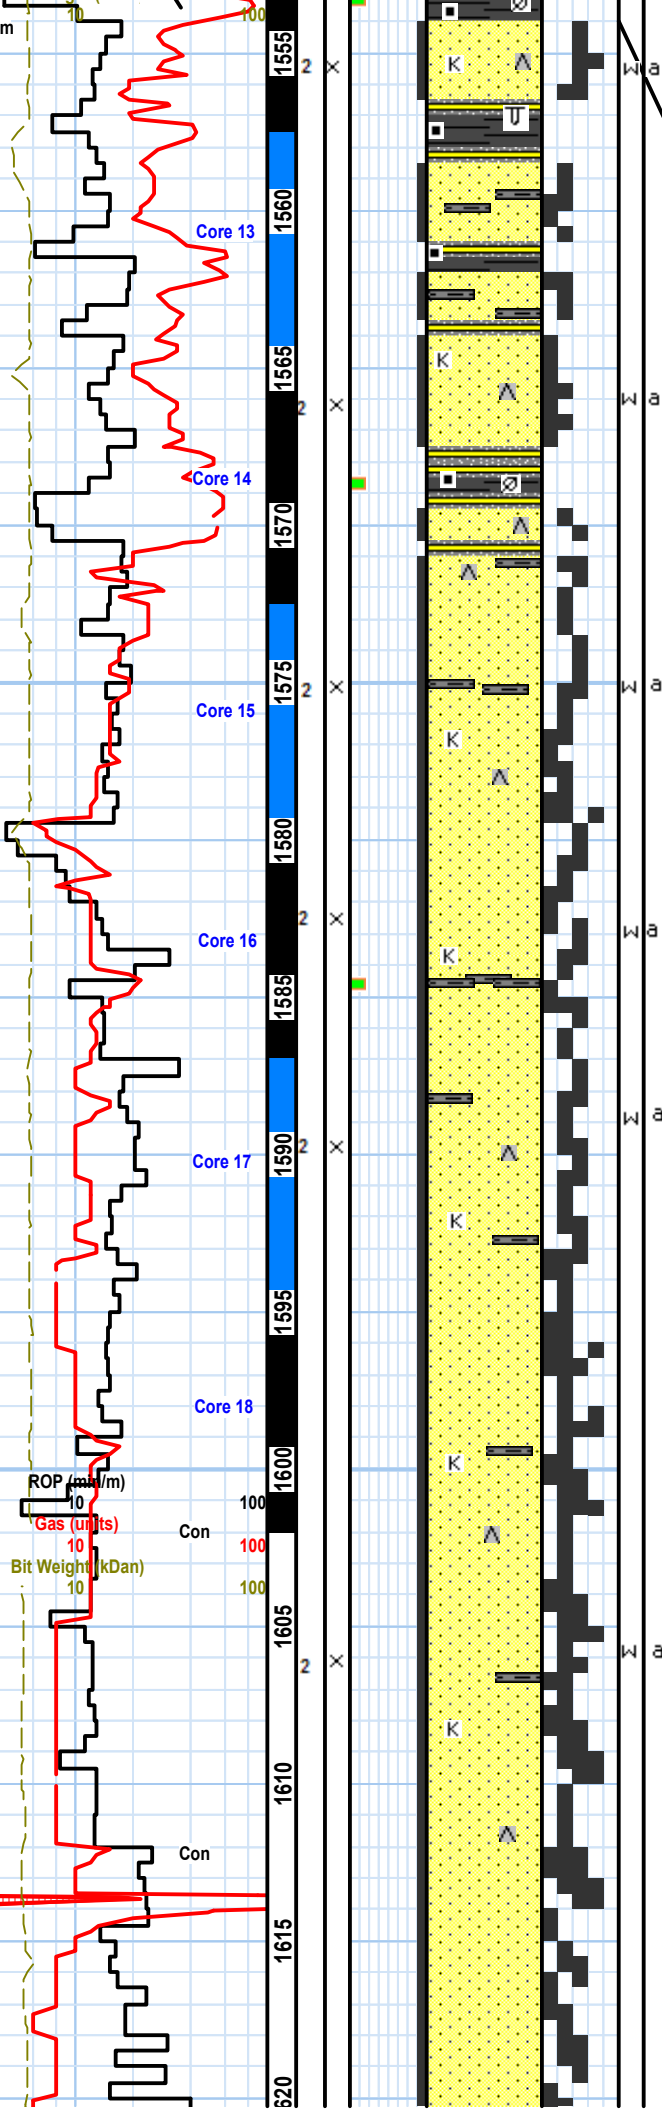 10 100
m
1555
2 × K Λ Σ a
1560
Core 13
1565
K
2 × Λ Σ a
Core 14
1570
Λ
Λ
1575
2 × Σ a
Core 15
K
Λ
1580
2 × Σ a
Core 16
K
1585
2 × Σ a
1590
Core 17
Λ
K
1595
Core 18
K
1600
ROP (min/m)
10 100
Gas (units)
Con
10 100
Bit Weight (kDan)
10 100
Λ
1605
2 × Σ a
K
1610
Λ
Con
1615
620